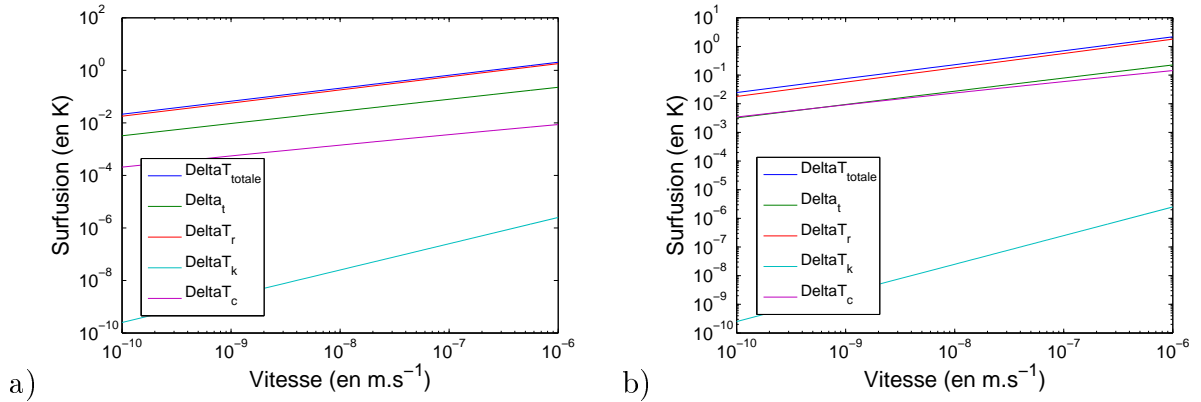 10^2
10^0
10^−2
10^−4
10^−6
10^−8
10^−10
Surfusion (en K)
DeltaT_totale
Delta_t
DeltaT_r
DeltaT_k
DeltaT_c
10^−10 10^−9 10^−8 10^−7 10^−6
Vitesse (en m.s^−1)
a)
10^1
10^0
10^−1
10^−2
10^−3
10^−4
10^−5
10^−6
10^−7
10^−8
10^−9
10^−10
Surfusion (en K)
DeltaT_totale
Delta_t
DeltaT_r
DeltaT_k
DeltaT_c
10^−10 10^−9 10^−8 10^−7 10^−6
Vitesse (en m.s^−1)
b)